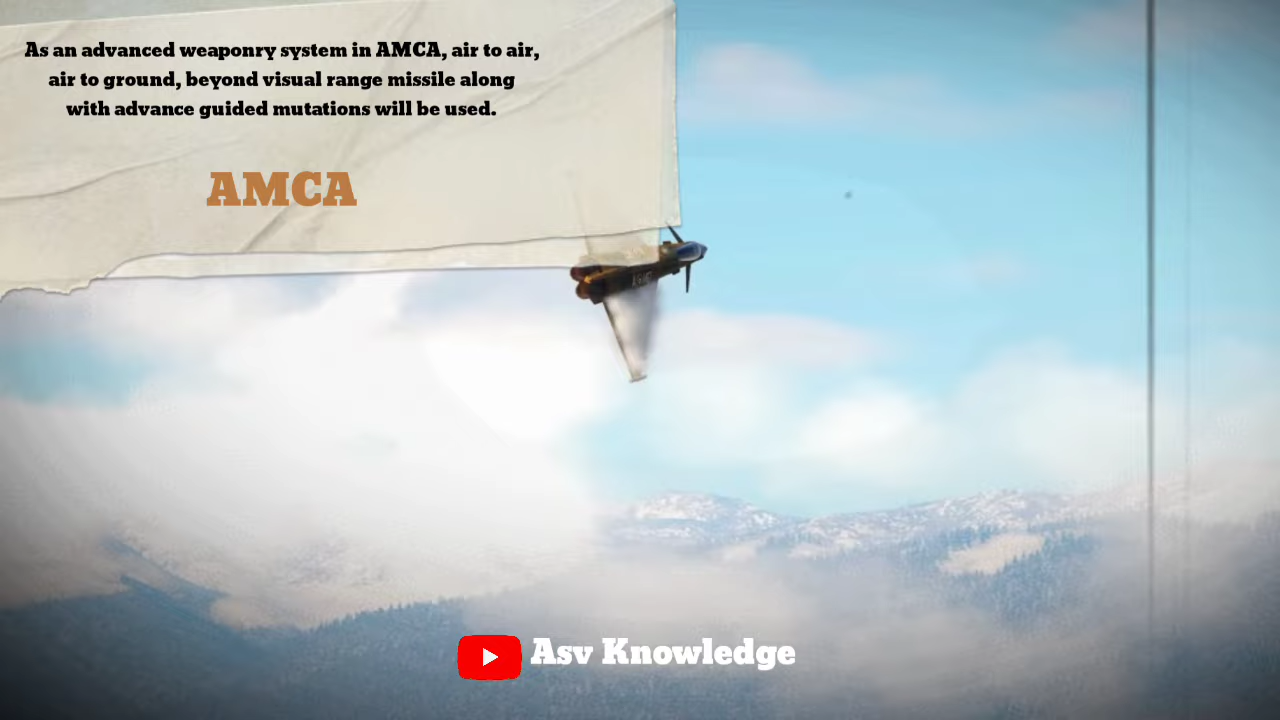 As an advanced weaponry system in AMCA, air to air,
air to ground, beyond visual range missile along
with advance guided mutations will be used.
AMCA
Asv Knowledge